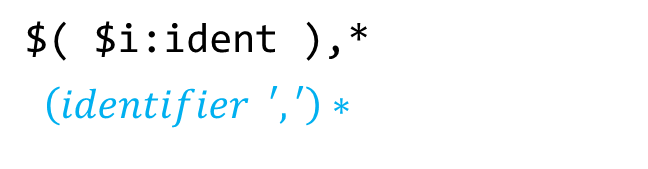 $( $i:ident ),*
(identifier ′,′) ∗